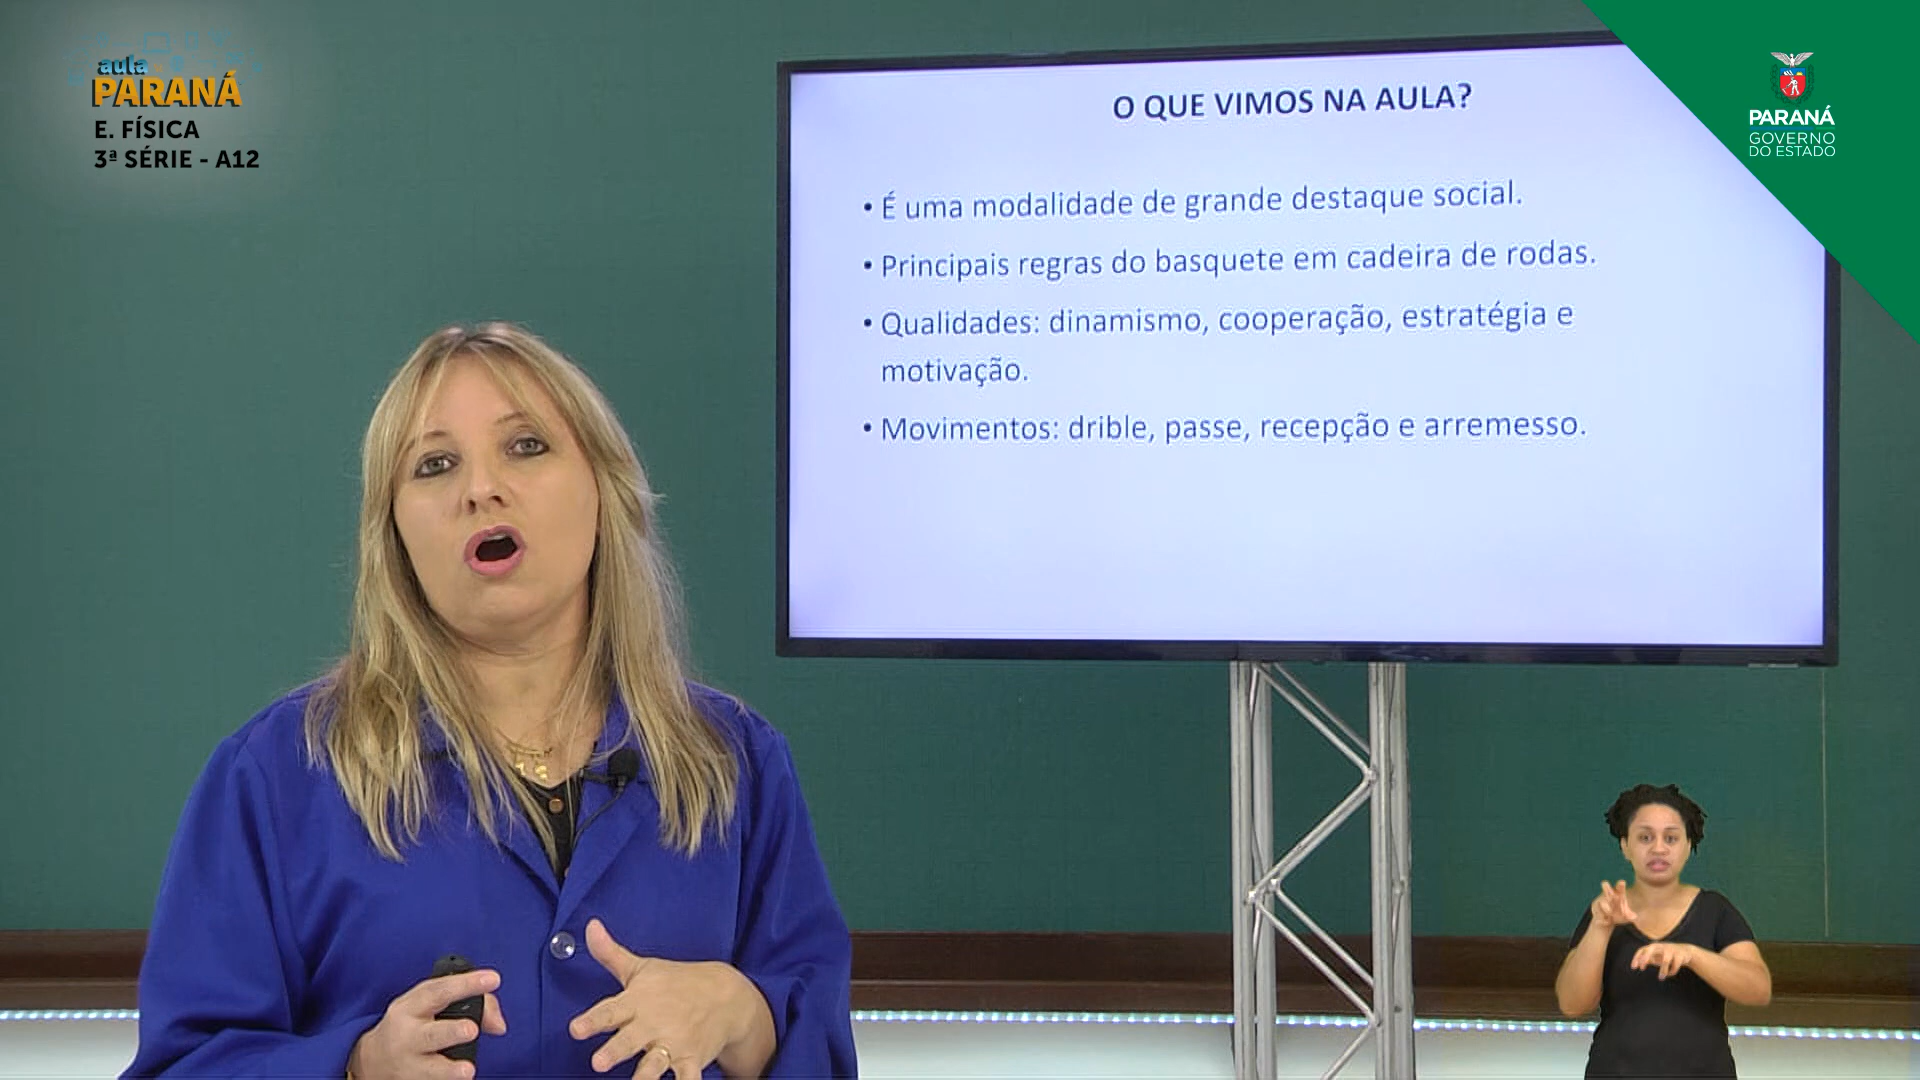 aula
PARANÁ
E. FÍSICA
3ª SÉRIE - A12
O QUE VIMOS NA AULA?
• É uma modalidade de grande destaque social.
• Principais regras do basquete em cadeira de rodas.
• Qualidades: dinamismo, cooperação, estratégia e
motivação.
• Movimentos: drible, passe, recepção e arremesso.
PARANÁ
GOVERNO
DO ESTADO